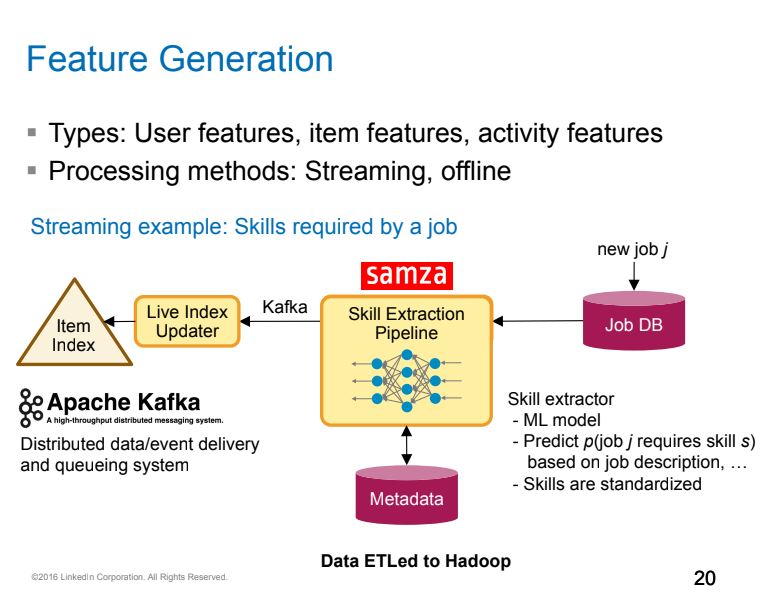 Feature Generation
▪ Types: User features, item features, activity features
▪ Processing methods: Streaming, offline
Streaming example: Skills required by a job
new job j
samza
Item
Index
Live Index
Updater
Kafka
Skill Extraction
Pipeline
Job DB
Apache Kafka
A high-throughput distributed messaging system.
Distributed data/event delivery
and queueing system
Skill extractor
- ML model
- Predict p(job j requires skill s)
based on job description, …
- Skills are standardized
Metadata
Data ETLed to Hadoop
©2016 LinkedIn Corporation. All Rights Reserved.
20